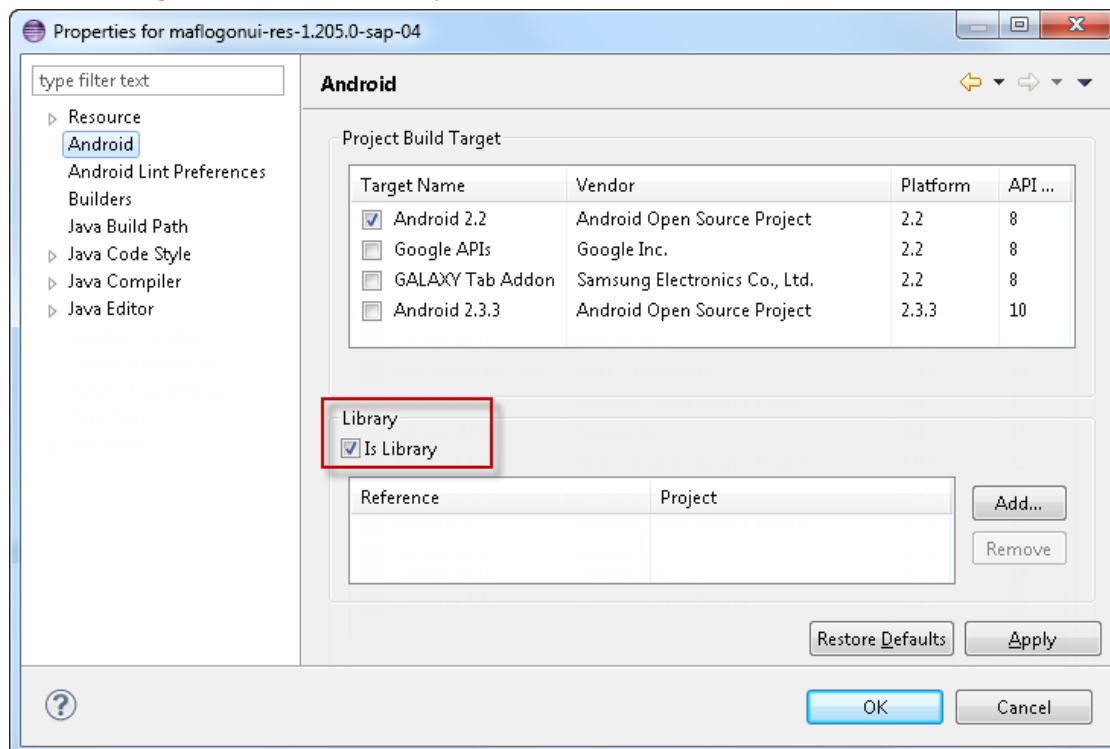 Properties for maflogonui-res-1.205.0-sap-04
type filter text
Android
Resource
Android
Android Lint Preferences
Builders
Java Build Path
Java Code Style
Java Compiler
Java Editor
Project Build Target
Target Name Vendor Platform API ...
Android 2.2 Android Open Source Project 2.2 8
Google APIs Google Inc. 2.2 8
GALAXY Tab Addon Samsung Electronics Co., Ltd. 2.2 8
Android 2.3.3 Android Open Source Project 2.3.3 10
Library
Is Library
Reference Project
Add...
Remove
Restore Defaults Apply
OK Cancel